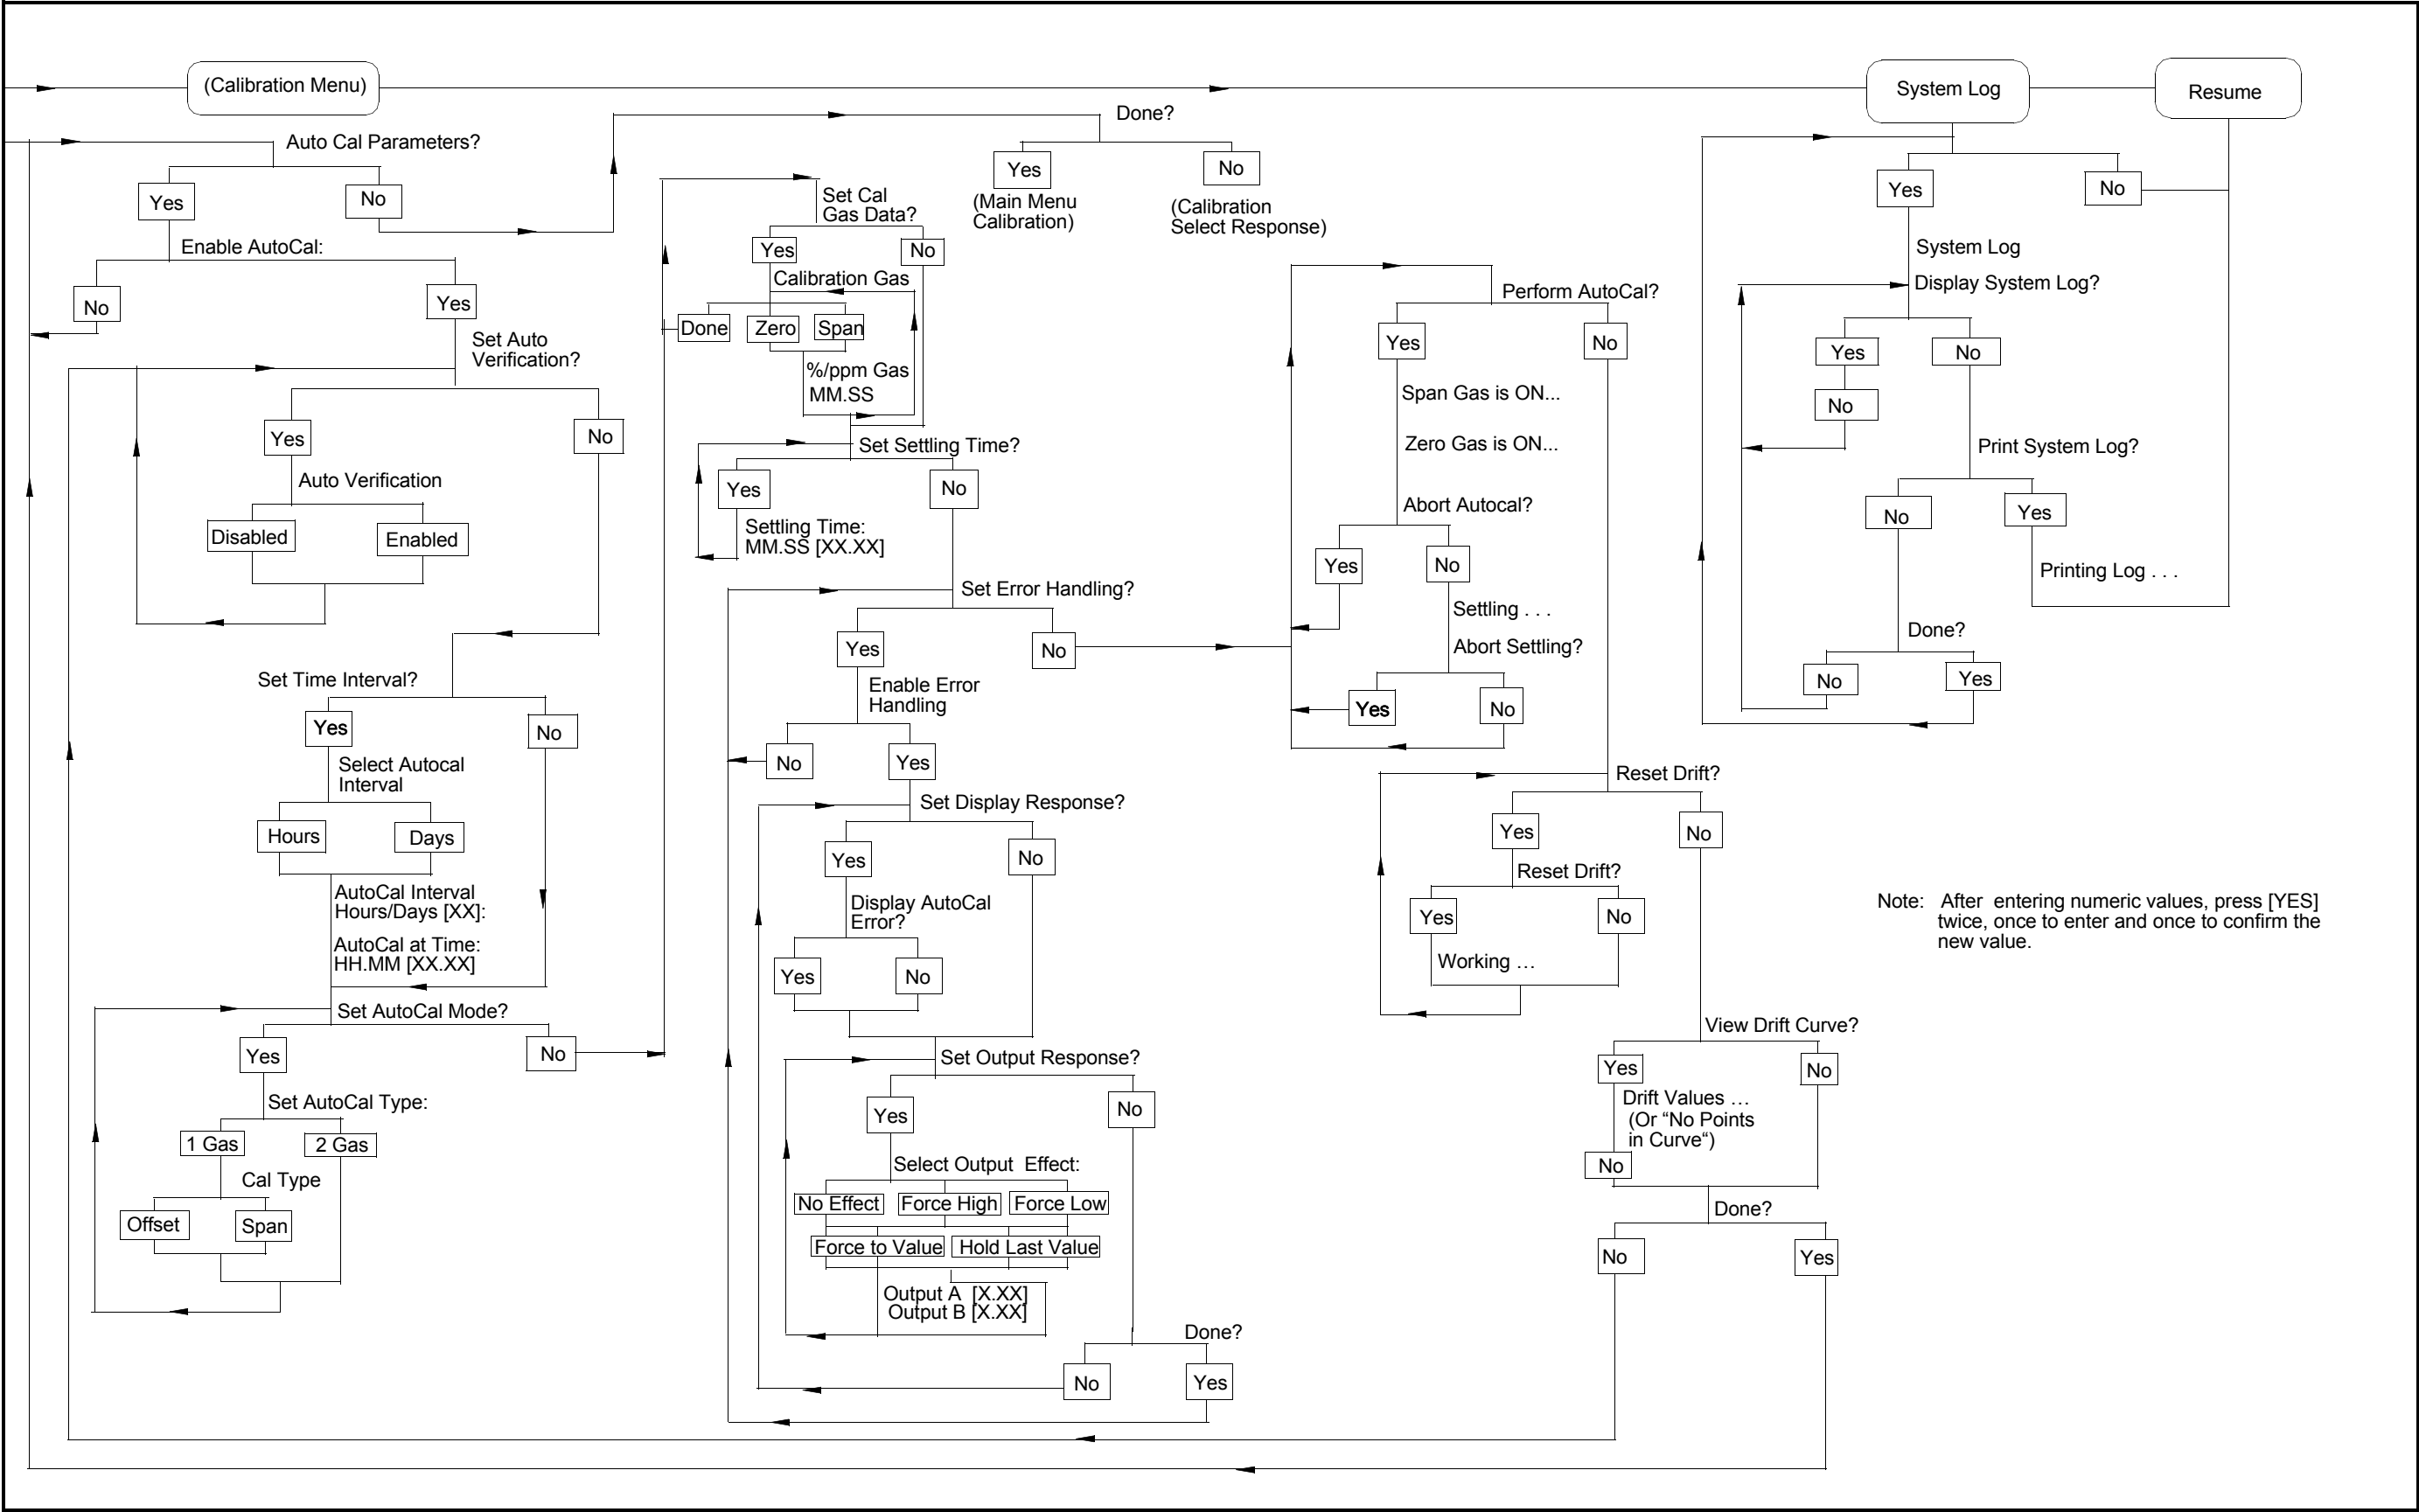 (Calibration Menu)
System Log
Resume
Auto Cal Parameters?
Yes
No
Enable AutoCal:
No
Yes
Set Auto
Verification?
Yes
No
Auto Verification
Disabled
Enabled
Set Time Interval?
Yes
No
Select Autocal
Interval
Hours
Days
AutoCal Interval
Hours/Days [XX]:
AutoCal at Time:
HH.MM [XX.XX]
Set AutoCal Mode?
Yes
No
Set AutoCal Type:
1 Gas
2 Gas
Cal Type
Offset
Span
Done?
Yes
No
(Main Menu
Calibration)
(Calibration
Select Response)
Set Cal
Gas Data?
Yes
No
Calibration Gas
Done
Zero
Span
%/ppm Gas
MM.SS
Set Settling Time?
Yes
No
Settling Time:
MM.SS [XX.XX]
Set Error Handling?
Yes
No
Enable Error
Handling
No
Yes
Set Display Response?
Yes
No
Display AutoCal
Error?
Yes
No
Set Output Response?
Yes
No
Select Output Effect:
No Effect
Force High
Force Low
Force to Value
Hold Last Value
Output A [X.XX]
Output B [X.XX]
Done?
No
Yes
Perform AutoCal?
Yes
No
Span Gas is ON...
Zero Gas is ON...
Abort Autocal?
Yes
No
Settling . . .
Abort Settling?
Yes
No
Reset Drift?
Yes
No
Reset Drift?
Yes
No
Working …
View Drift Curve?
Yes
No
Drift Values …
(Or “No Points
in Curve“)
No
Done?
No
Yes
Yes
No
System Log
Display System Log?
Yes
No
No
Print System Log?
No
Yes
Printing Log . . .
Done?
No
Yes
Note: After entering numeric values, press [YES]
twice, once to enter and once to confirm the
new value.